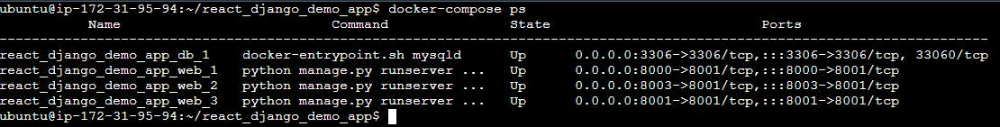 ubuntu@ip-172-31-95-94:~/react_django_demo_app$ docker-compose ps
Name Command State Ports
--------------------------------------------------------------------------------------------------------------------------------
react_django_demo_app_db_1 docker-entrypoint.sh mysqld Up 0.0.0.0:3306->3306/tcp,:::3306->3306/tcp, 33060/tcp
react_django_demo_app_web_1 python manage.py runserver ... Up 0.0.0.0:8000->8001/tcp,:::8000->8001/tcp
react_django_demo_app_web_2 python manage.py runserver ... Up 0.0.0.0:8003->8001/tcp,:::8003->8001/tcp
react_django_demo_app_web_3 python manage.py runserver ... Up 0.0.0.0:8001->8001/tcp,:::8001->8001/tcp
ubuntu@ip-172-31-95-94:~/react_django_demo_app$